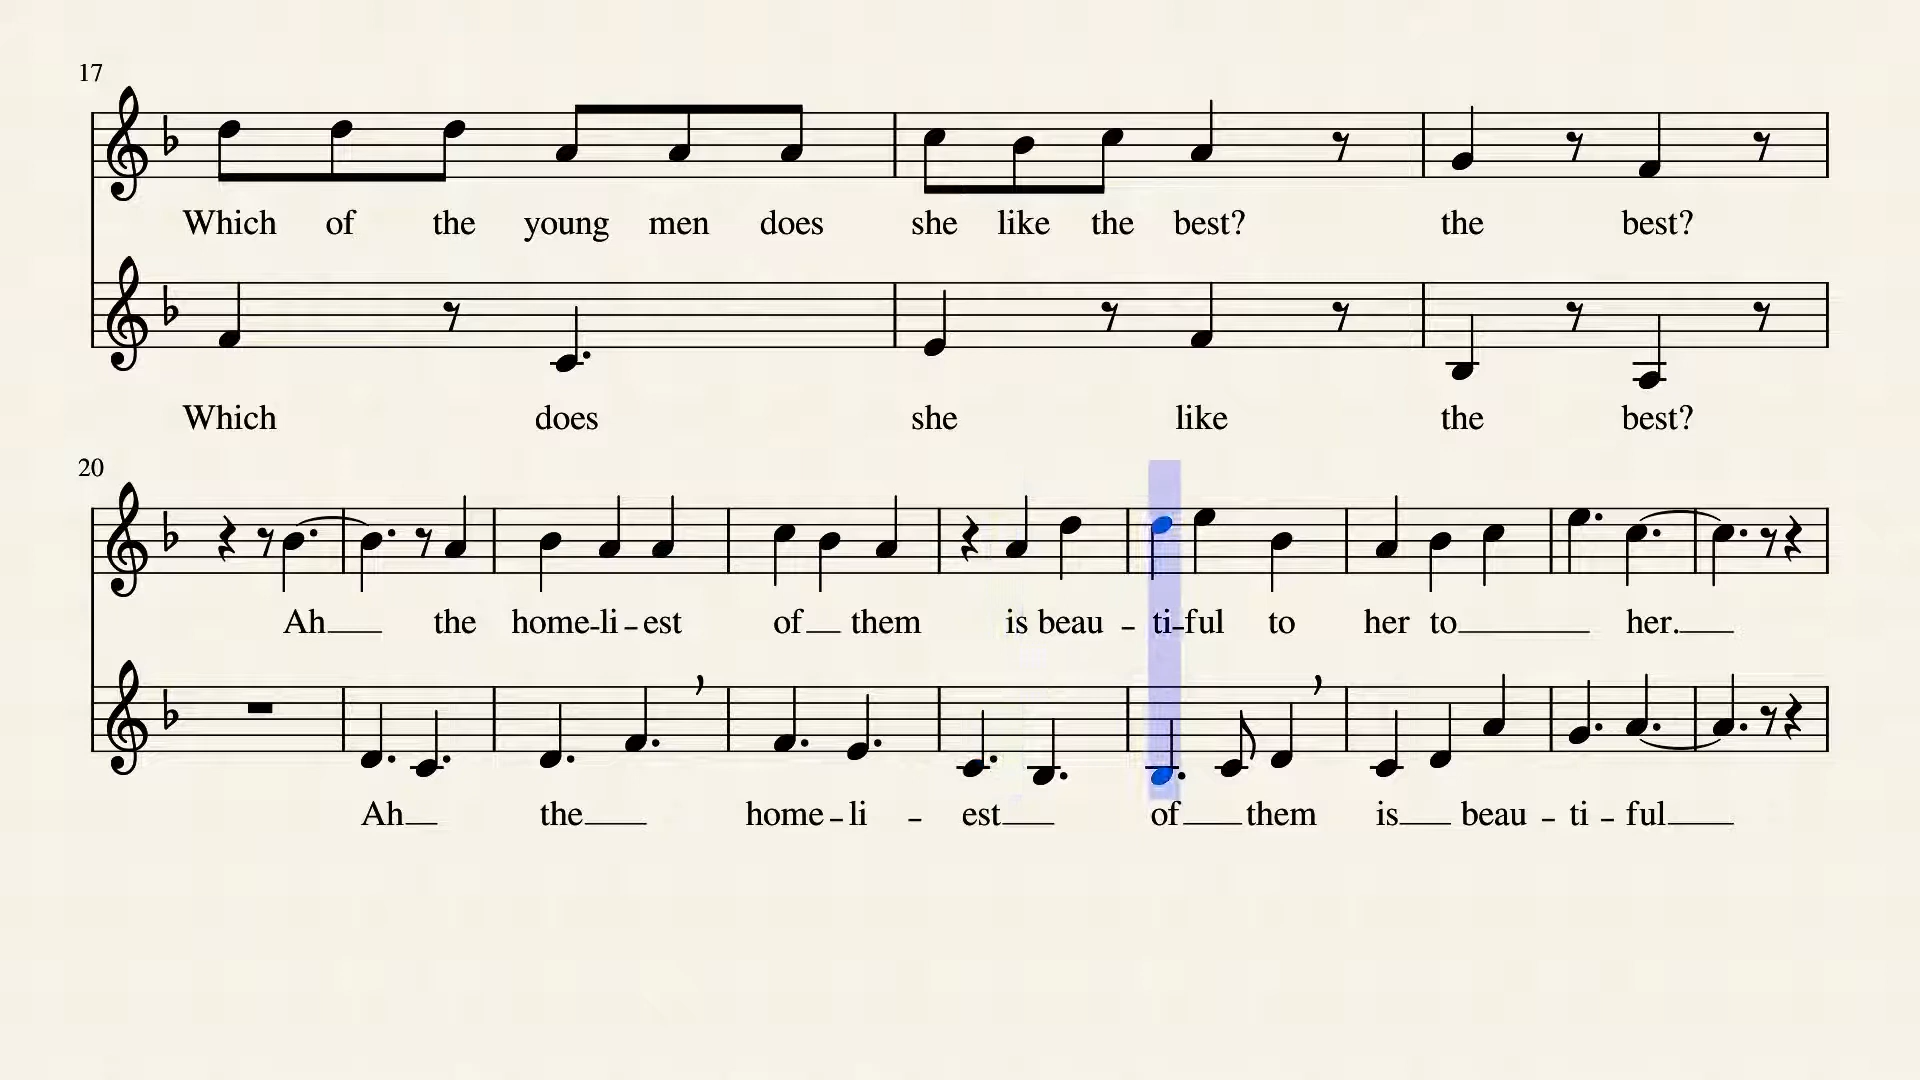 17
Which of the young men does she like the best? the best?
Which does she like the best?
20
Ah the home-li-est of them is beau-ti-ful to her to her.
Ah the home-li-est of them is beau-ti-ful